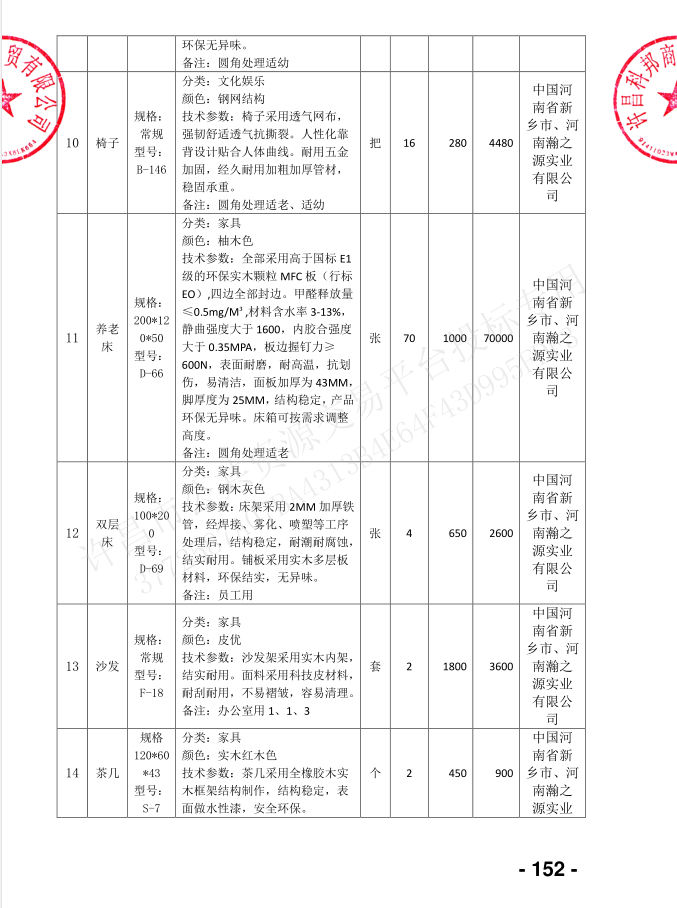 环保无异味。
备注：圆角处理适幼
10
椅子
规格：
常规
型号：
B-146
分类：文化娱乐
颜色：钢网结构
技术参数：椅子采用透气网布，
强韧舒适透气抗撕裂。人性化靠
背设计贴合人体曲线。耐用五金
加固，经久耐用加粗加厚管材，
稳固承重。
备注：圆角处理适老、适幼
把
16
280
4480
中国河
南省新
乡市、河
南瀚之
源实业
有限公
司
11
养老
床
规格：
200*12
0*50
型号：
D-66
分类：家具
颜色：柚木色
技术参数：全部采用高于国标 E1
级的环保实木颗粒 MFC 板（行标
EO）,四边全部封边。甲醛释放量
≤0.5mg/M³,材料含水率 3-13%，
静曲强度大于 1600，内胶合强度
大于 0.35MPA，板边握钉力≥
600N，表面耐磨，耐高温，抗划
伤，易清洁，面板加厚为 43MM，
脚厚度为 25MM，结构稳定，产品
环保无异味。床箱可按需求调整
高度。
备注：圆角处理适老
张
70
1000
70000
中国河
南省新
乡市、河
南瀚之
源实业
有限公
司
12
双层
床
规格：
100*20
0
型号：
D-69
分类：家具
颜色：钢木灰色
技术参数：床架采用 2MM 加厚铁
管，经焊接、雾化、喷塑等工序
处理后，结构稳定，耐潮耐腐蚀，
结实耐用。铺板采用实木多层板
材料，环保结实，无异味。
备注：员工用
张
4
650
2600
中国河
南省新
乡市、河
南瀚之
源实业
有限公
司
13
沙发
规格：
常规
型号：
F-18
分类：家具
颜色：皮优
技术参数：沙发架采用实木内架，
结实耐用。面料采用科技皮材料，
耐刮耐用，不易褶皱，容易清理。
备注：办公室用 1、1、3
套
2
1800
3600
中国河
南省新
乡市、河
南瀚之
源实业
有限公
司
14
茶几
规格
120*60
*43
型号：
S-7
分类：家具
颜色：实木红木色
技术参数：茶几采用全橡胶木实
木框架结构制作，结构稳定，表
面做水性漆，安全环保。
个
2
450
900
中国河
南省新
乡市、河
南瀚之
源实业
贸有限公司
许昌科邦商
- 152 -